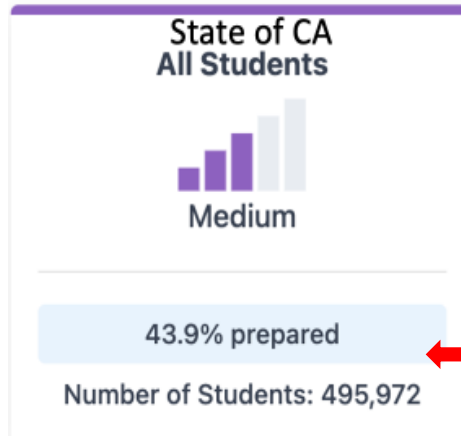 State of CA
All Students
Medium
43.9% prepared
Number of Students: 495,972